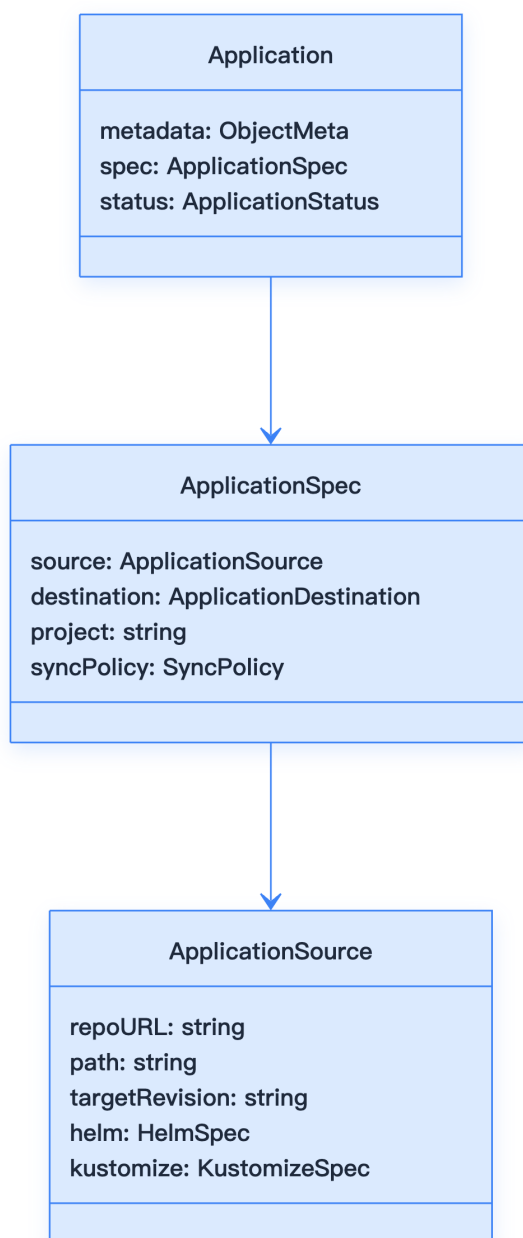 Application
metadata: ObjectMeta
spec: ApplicationSpec
status: ApplicationStatus
ApplicationSpec
source: ApplicationSource
destination: ApplicationDestination
project: string
syncPolicy: SyncPolicy
ApplicationSource
repoURL: string
path: string
targetRevision: string
helm: HelmSpec
kustomize: KustomizeSpec